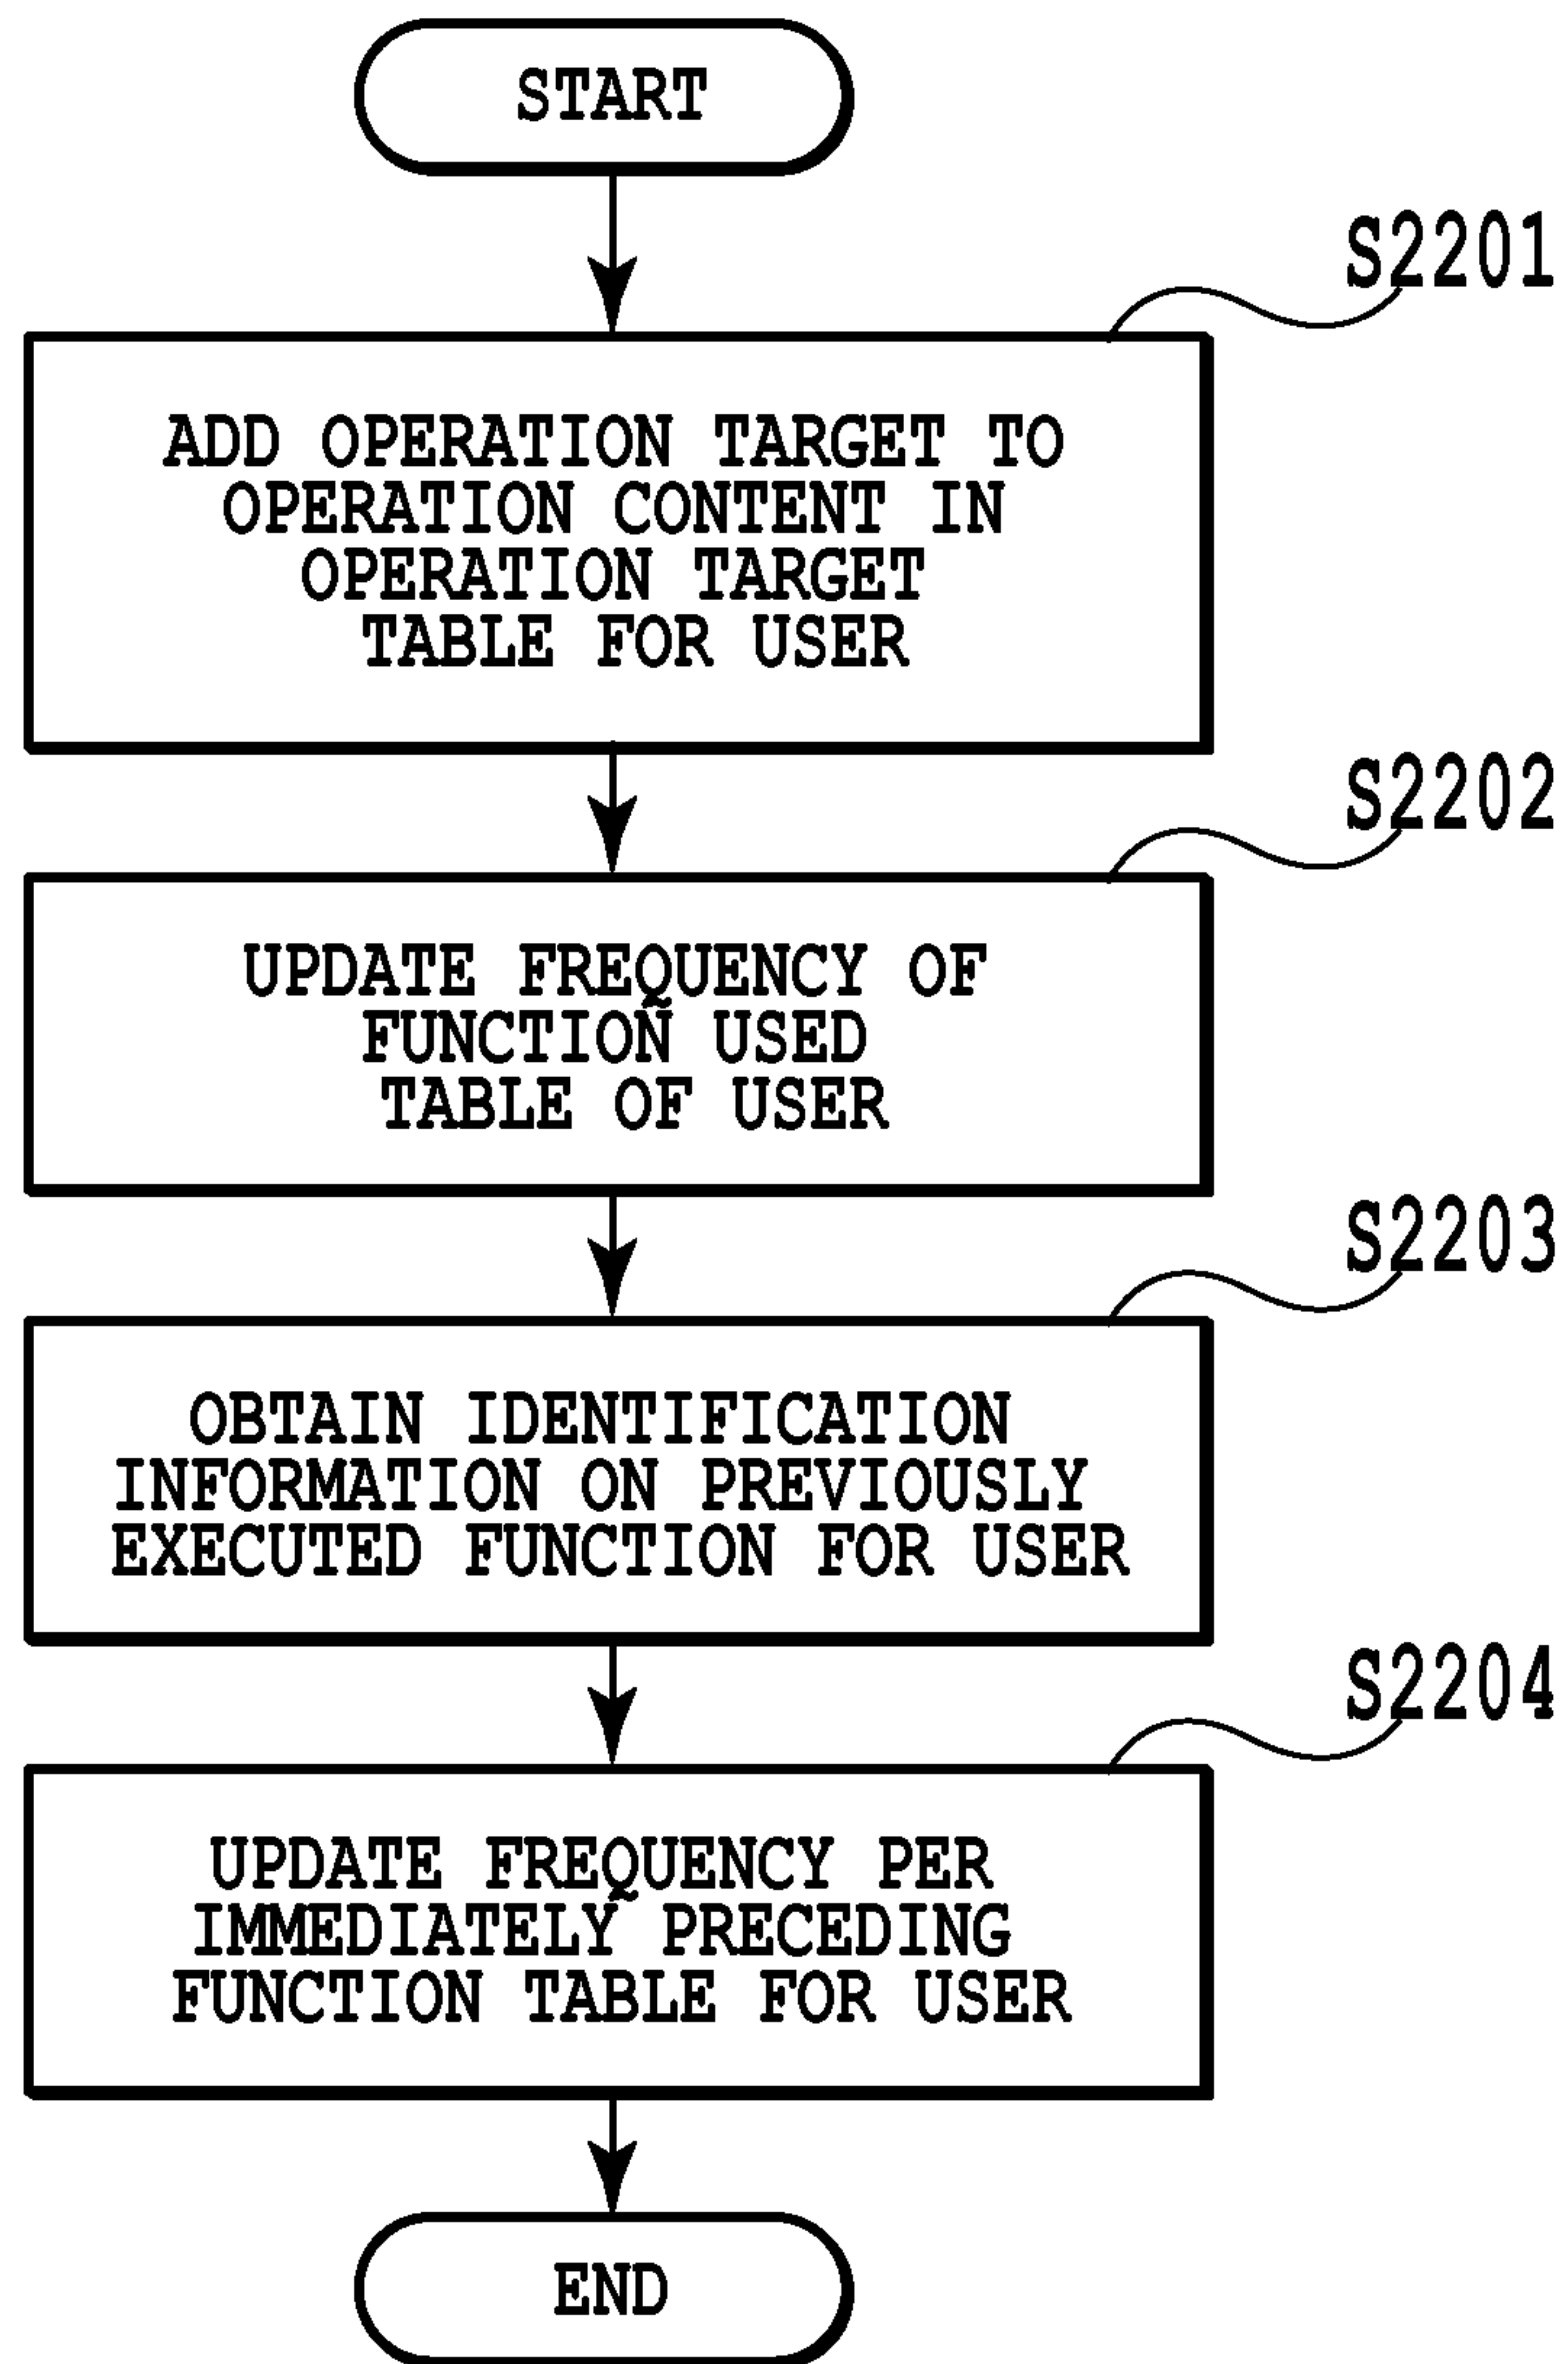 START
S2201
ADD OPERATION TARGET TO
OPERATION CONTENT IN
OPERATION TARGET
TABLE FOR USER
S2202
UPDATE FREQUENCY OF
FUNCTION USED
TABLE OF USER
S2203
OBTAIN IDENTIFICATION
INFORMATION ON PREVIOUSLY
EXECUTED FUNCTION FOR USER
S2204
UPDATE FREQUENCY PER
IMMEDIATELY PRECEDING
FUNCTION TABLE FOR USER
END